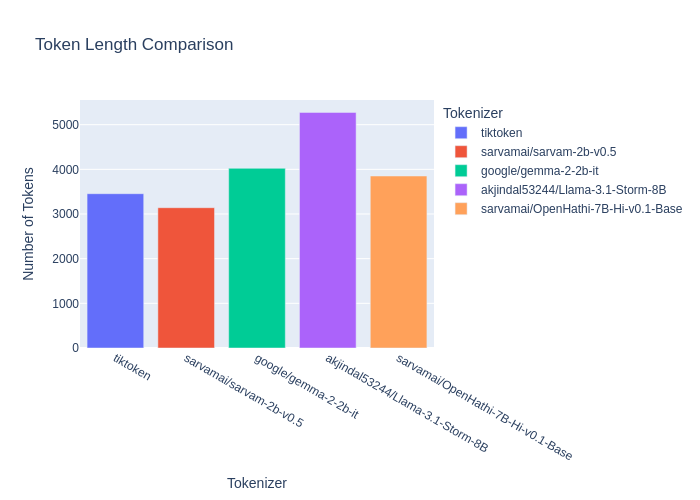 Token Length Comparison
Number of Tokens
5000
4000
3000
2000
1000
0
tiktoken
sarvamai/sarvam-2b-v0.5
google/gemma-2-2b-it
akjindal53244/Llama-3.1-Storm-8B
sarvamai/OpenHathi-7B-Hi-v0.1-Base
Tokenizer
Tokenizer
tiktoken
sarvamai/sarvam-2b-v0.5
google/gemma-2-2b-it
akjindal53244/Llama-3.1-Storm-8B
sarvamai/OpenHathi-7B-Hi-v0.1-Base